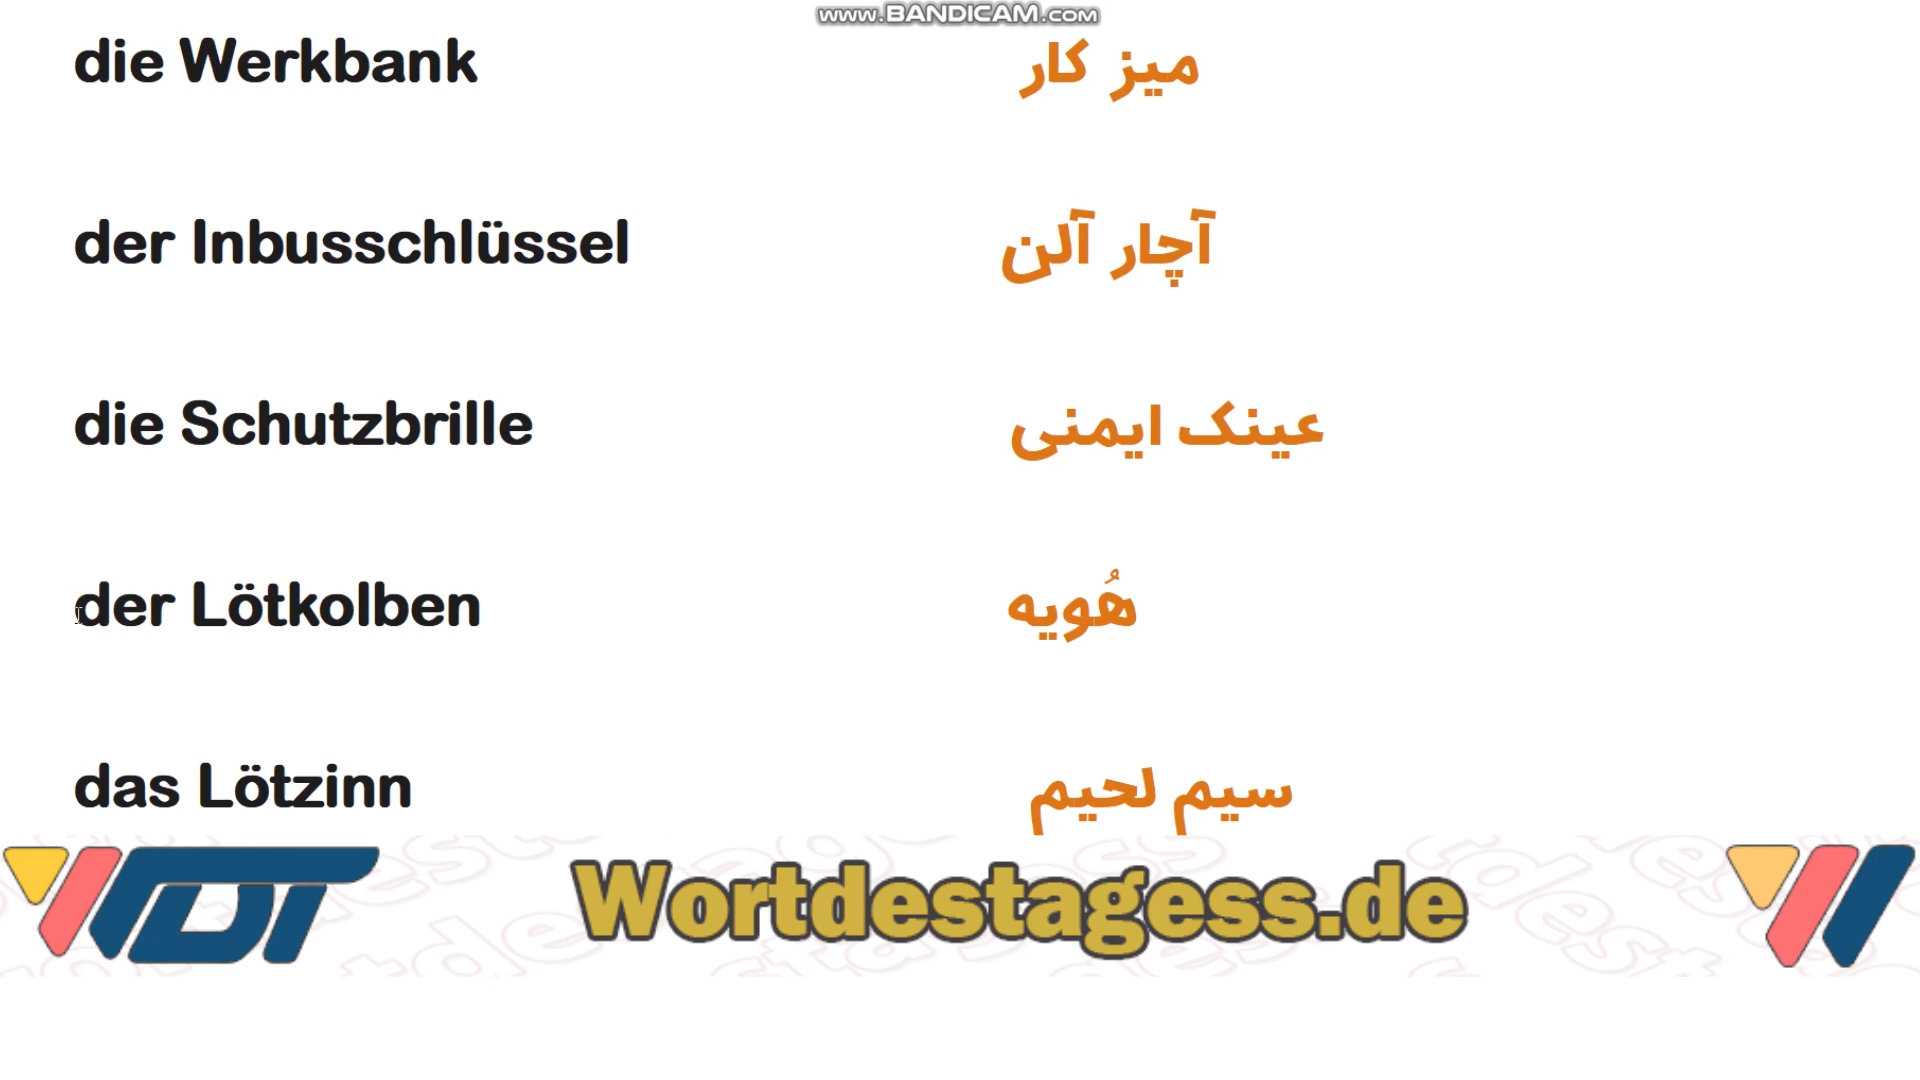 www.BANDICAM.com
die Werkbank میز کار
der Inbusschlüssel آچار آلن
die Schutzbrille عینک ایمنی
der Lötkolben هُویه
das Lötzinn سیم لحیم
WDT Wortdestagess.de